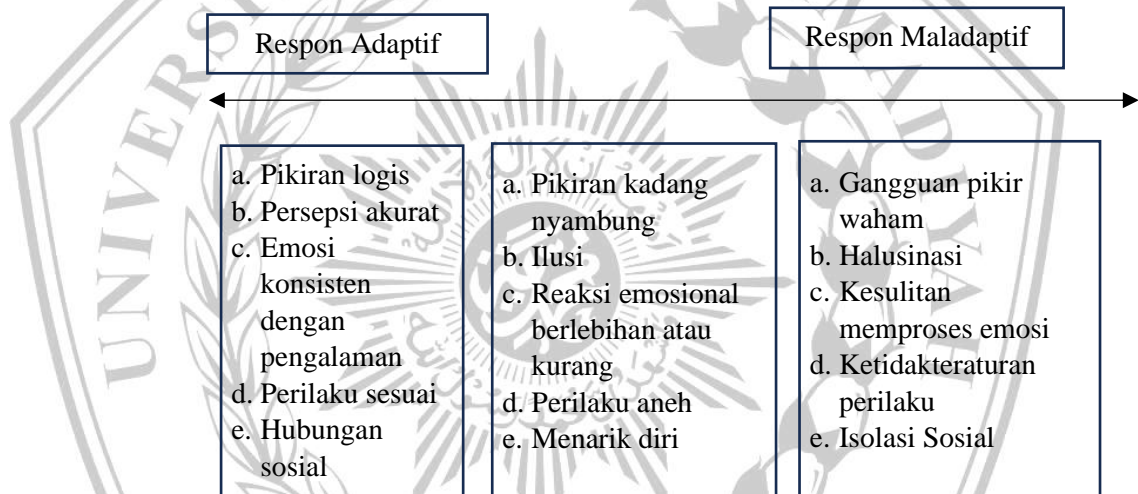 Respon Adaptif
Respon Maladaptif
a. Pikiran logis
b. Persepsi akurat
c. Emosi
konsisten
dengan
pengalaman
d. Perilaku sesuai
e. Hubungan
sosial
a. Pikiran kadang
nyambung
b. Ilusi
c. Reaksi emosional
berlebihan atau
kurang
d. Perilaku aneh
e. Menarik diri
a. Gangguan pikir
waham
b. Halusinasi
c. Kesulitan
memproses emosi
d. Ketidakteraturan
perilaku
e. Isolasi Sosial